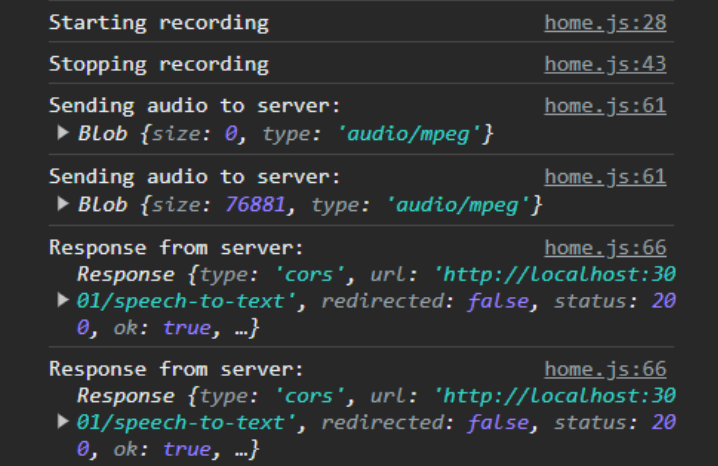 Starting recording home.js:28
Stopping recording home.js:43
Sending audio to server: home.js:61
Blob {size: 0, type: 'audio/mpeg'}
Sending audio to server: home.js:61
Blob {size: 76881, type: 'audio/mpeg'}
Response from server: home.js:66
Response {type: 'cors', url: 'http://localhost:30
01/speech-to-text', redirected: false, status: 20
0, ok: true, …}
Response from server: home.js:66
Response {type: 'cors', url: 'http://localhost:30
01/speech-to-text', redirected: false, status: 20
0, ok: true, …}